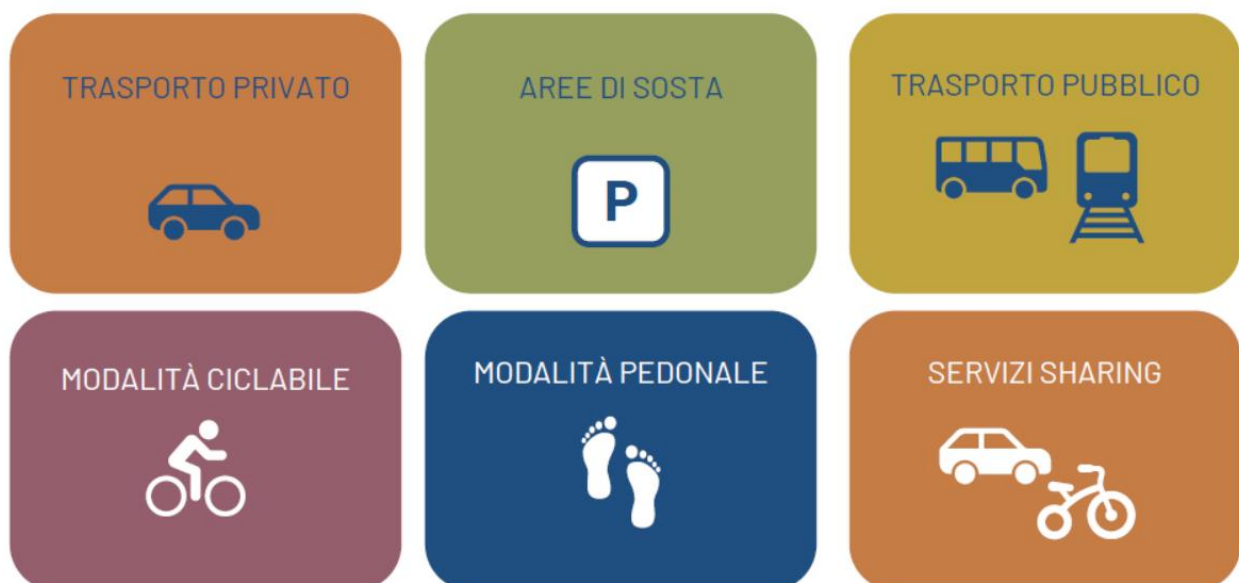 TRASPORTO PRIVATO
AREE DI SOSTA
P
TRASPORTO PUBBLICO
MODALITÀ CICLABILE
MODALITÀ PEDONALE
SERVIZI SHARING